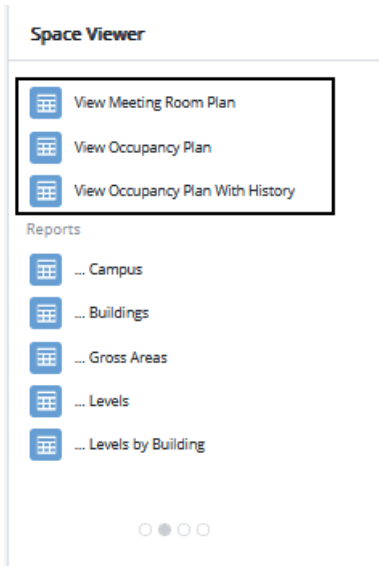 Space Viewer
View Meeting Room Plan
View Occupancy Plan
View Occupancy Plan With History
Reports
... Campus
... Buildings
... Gross Areas
... Levels
... Levels by Building